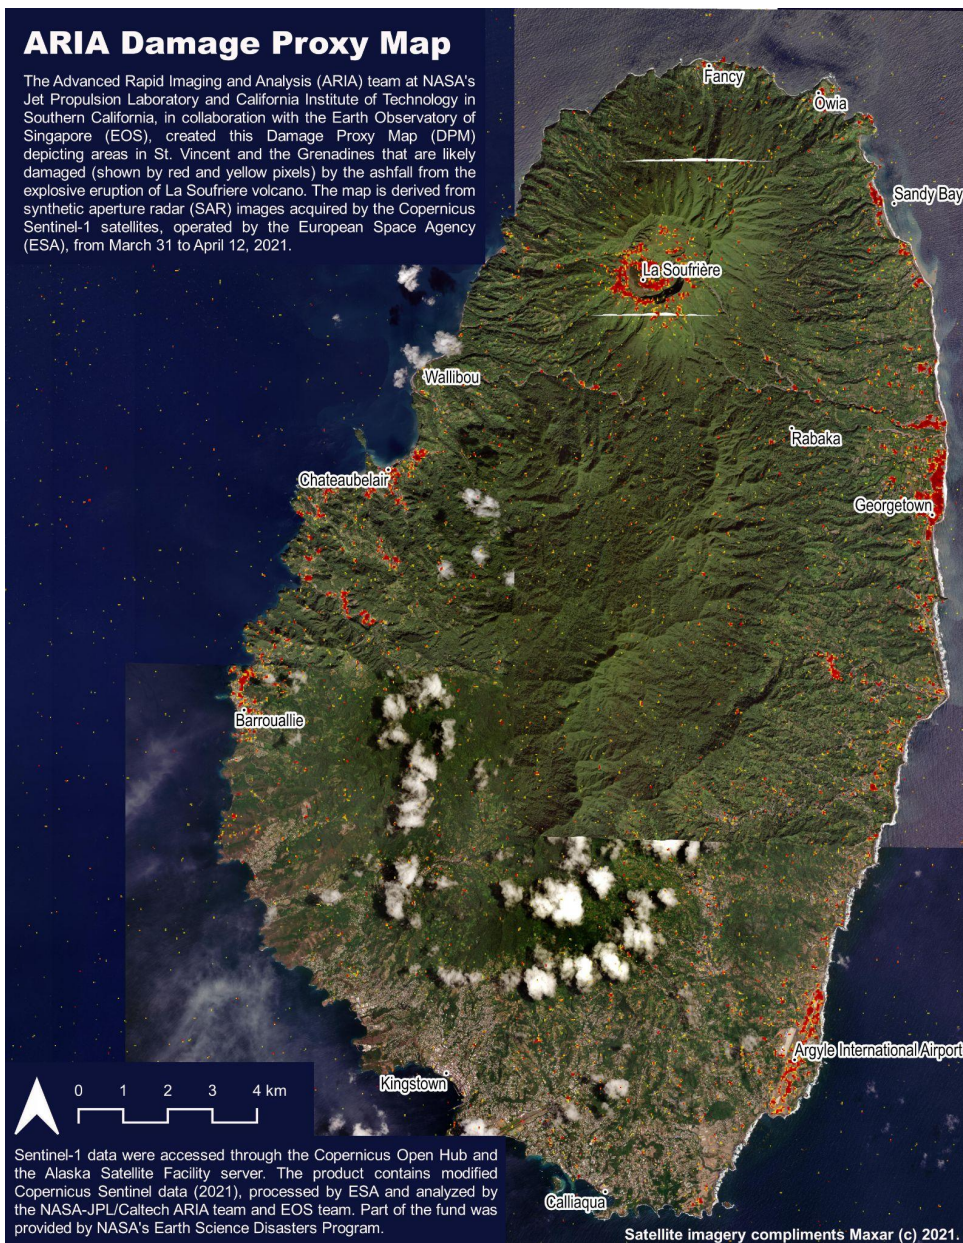 ARIA Damage Proxy Map
The Advanced Rapid Imaging and Analysis (ARIA) team at NASA's
Jet Propulsion Laboratory and California Institute of Technology in
Southern California, in collaboration with the Earth Observatory of
Singapore (EOS), created this Damage Proxy Map (DPM)
depicting areas in St. Vincent and the Grenadines that are likely
damaged (shown by red and yellow pixels) by the ashfall from the
explosive eruption of La Soufriere volcano. The map is derived from
synthetic aperture radar (SAR) images acquired by the Copernicus
Sentinel-1 satellites, operated by the European Space Agency
(ESA), from March 31 to April 12, 2021.
Fancy
Owia
Sandy Bay
La Soufrière
Wallibou
Rabaka
Chateaubelair
Georgetown
Barrouallie
Argyle International Airport
Kingstown
Calliaqua
0 1 2 3 4 km
Sentinel-1 data were accessed through the Copernicus Open Hub and
the Alaska Satellite Facility server. The product contains modified
Copernicus Sentinel data (2021), processed by ESA and analyzed by
the NASA-JPL/Caltech ARIA team and EOS team. Part of the fund was
provided by NASA's Earth Science Disasters Program.
Satellite imagery compliments Maxar (c) 2021.